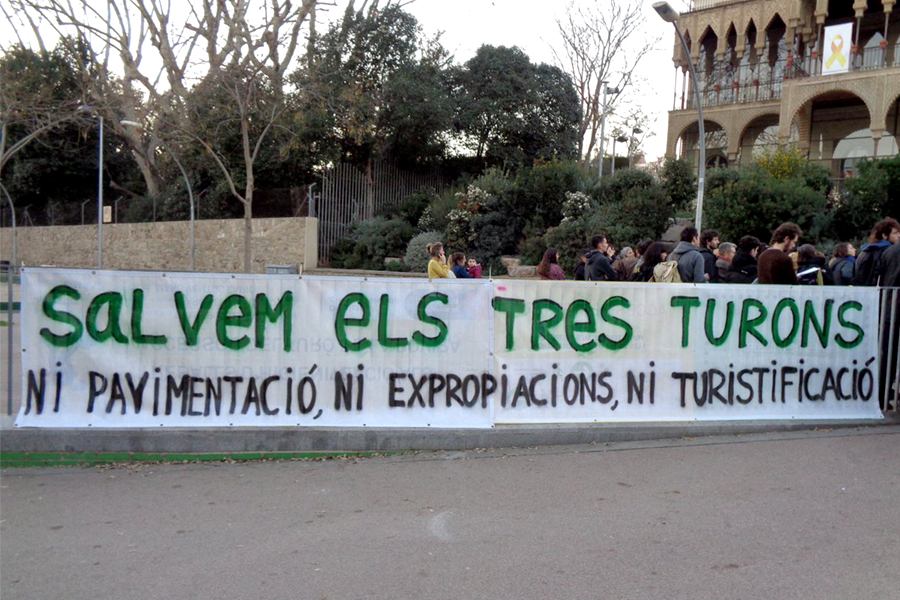 SALVEM ELS TRES TURONS
NI PAVIMENTACIÓ, NI EXPROPIACIONS, NI TURISTIFICACIÓ